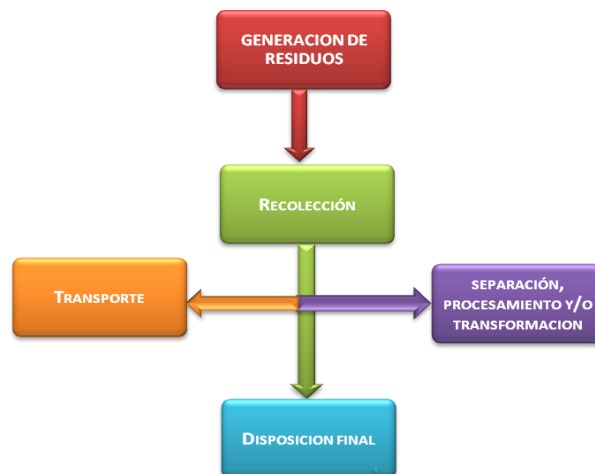 GENERACION DE
RESIDUOS
RECOLECCIÓN
TRANSPORTE
SEPARACIÓN,
PROCESAMIENTO Y/O
TRANSFORMACION
DISPOSICION FINAL